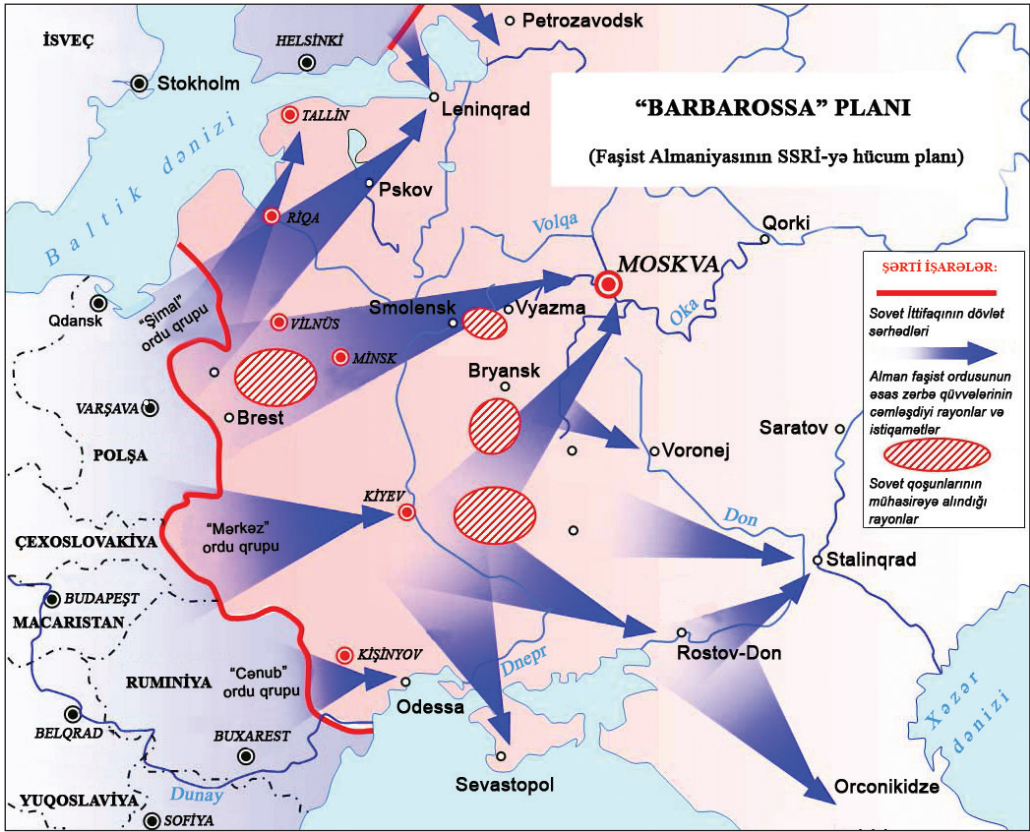 İSVEÇ
HELSİNKİ
Petrozavodsk
Stokholm
Leninqrad
TALLİN
Baltik dənizi
Pskov
RİQA
"BARBAROSSA" PLANI
(Faşist Almaniyasının SSRİ-yə hücum planı)
Volqa
Qorki
MOSKVA
Oka
Qdansk
"Şimal"
ordu qrupu
VİLNÜS
Smolensk
Vyazma
MİNSK
Bryansk
VARŞAVA
Brest
POLŞA
Voronej
Saratov
ŞƏRTİ İŞARƏLƏR:
Sovet İttifaqının dövlət
sərhədləri
Alman faşist ordusunun
əsas zərbə qüvvələrinin
cəmləşdiyi rayonlar və
istiqamətlər
Sovet qoşunlarının
mühasirəyə alındığı
rayonlar
KİYEV
"Mərkəz"
ordu qrupu
Don
ÇEXOSLOVAKİYA
Stalinqrad
BUDAPEŞT
MACARISTAN
KİŞİNYOV
Rostov-Don
Dnepr
RUMINİYA
"Cənub"
ordu qrupu
Odessa
BELQRAD
BUXAREST
Xəzər
dənizi
Sevastopol
Orconikidze
Dunay
YUQOSLAVİYA
SOFİYA